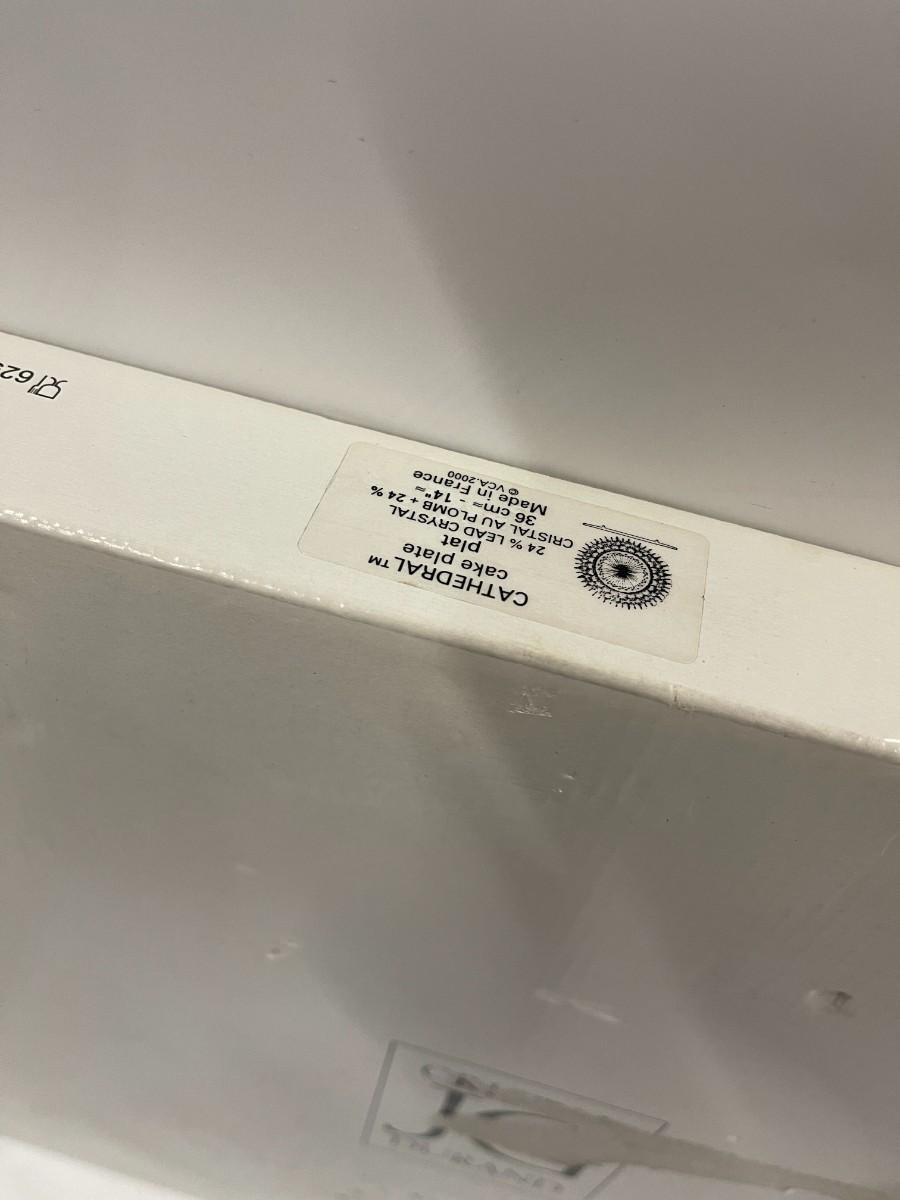 CATHEDRAL™
cake plate
plat
24 % LEAD CRYSTAL
CRISTAL AU PLOMB + 24 %
36 cm≈ - 14"≈
Made in France
© VCA.2000